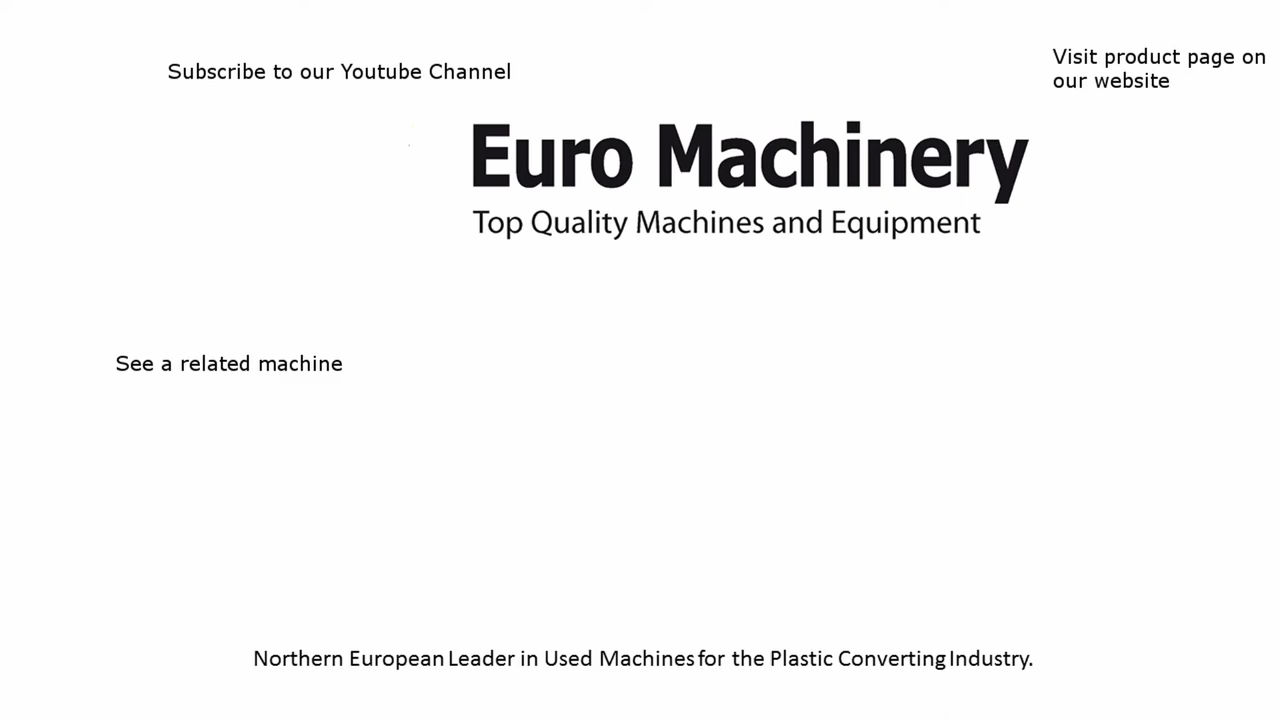 Subscribe to our Youtube Channel
Visit product page on
our website
Euro Machinery
Top Quality Machines and Equipment
See a related machine
Northern European Leader in Used Machines for the Plastic Converting Industry.